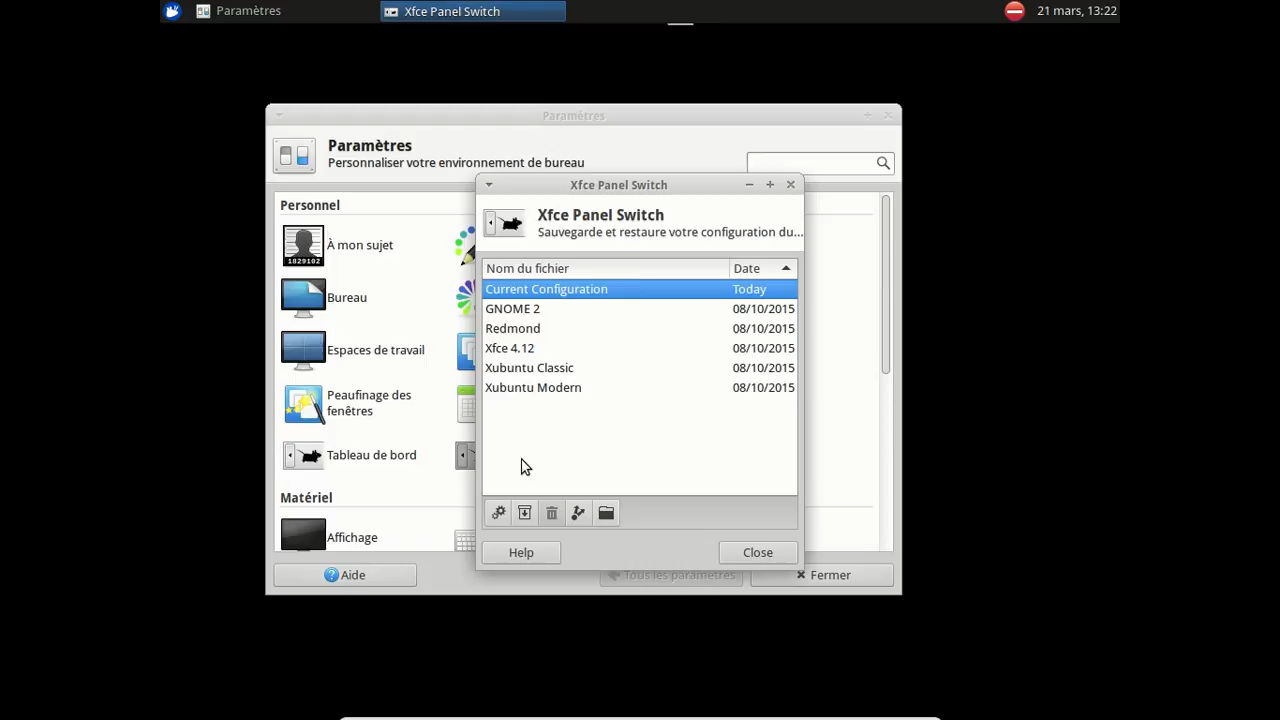 Paramètres
Xfce Panel Switch
21 mars, 13:22
Paramètres
Paramètres
Personnaliser votre environnement de bureau
Personnel
1829102
À mon sujet
Bureau
Espaces de travail
Peaufinage des
fenêtres
Tableau de bord
Matériel
Affichage
Aide
Tous les paramètres
Fermer
Xfce Panel Switch
Xfce Panel Switch
Sauvegarde et restaure votre configuration du...
Nom du fichier Date
Current Configuration Today
GNOME 2 08/10/2015
Redmond 08/10/2015
Xfce 4.12 08/10/2015
Xubuntu Classic 08/10/2015
Xubuntu Modern 08/10/2015
Help
Close